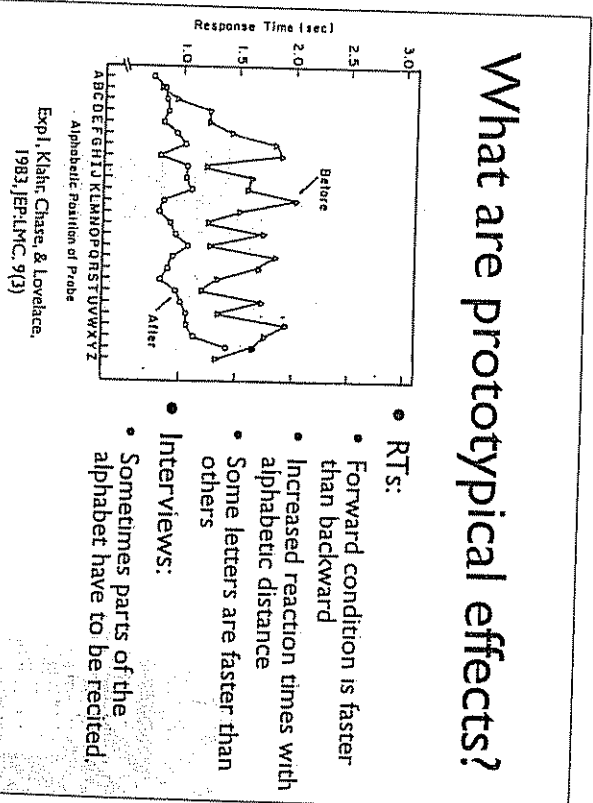 What are prototypical effects?
Response Time (sec)
3.0
2.5
2.0
1.5
1.0
Before
After
A B C D E F G H I J K L M N O P Q R S T U V W X Y Z
Alphabetic Position of Probe
Exp1, Klahr, Chase, & Lovelace,
1983, JEP:LMC, 9(3)
• RTs:
• Forward condition is faster
than backward
• Increased reaction times with
alphabetic distance
• Some letters are faster than
others
• Interviews:
• Sometimes parts of the
alphabet have to be recited.